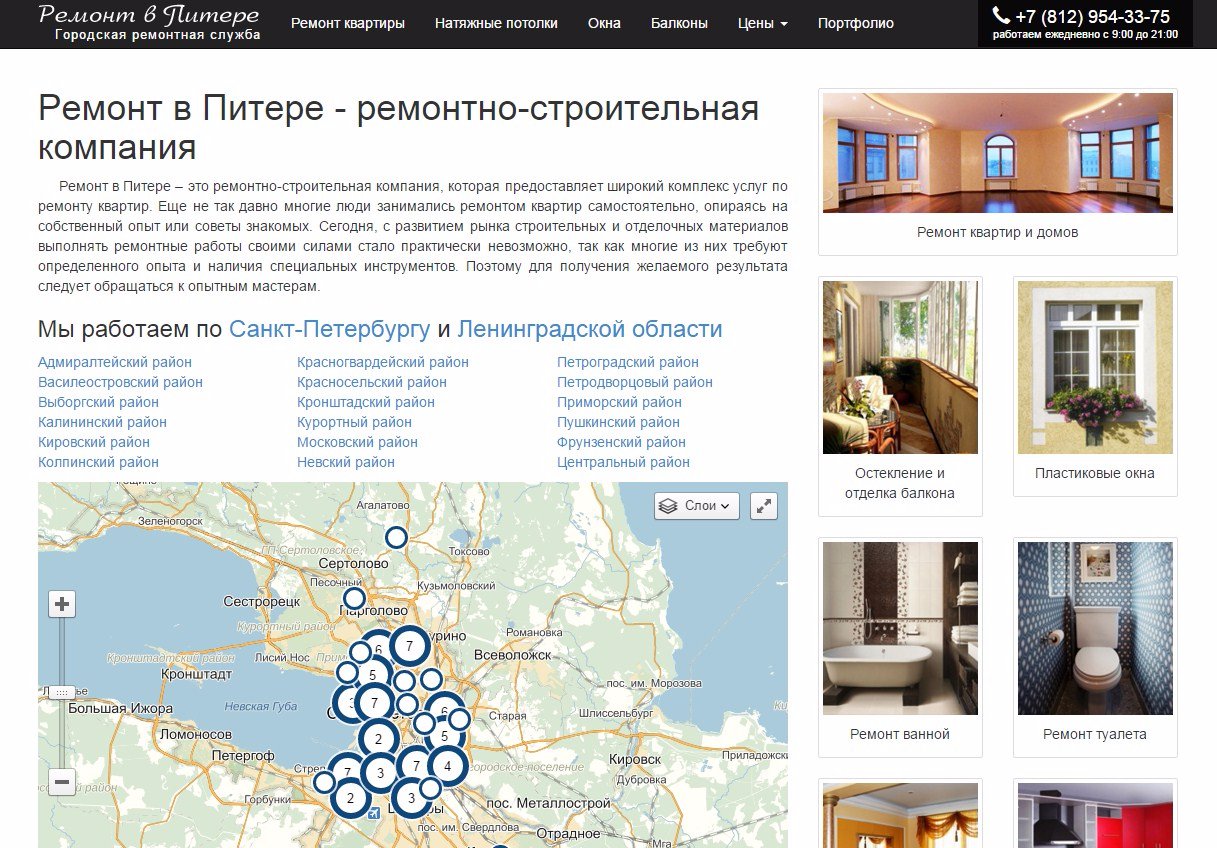 Ремонт в Питере
Городская ремонтная служба
Ремонт квартиры
Натяжные потолки
Окна
Балконы
Цены
Портфолио
+7 (812) 954-33-75
работаем ежедневно с 9:00 до 21:00
Ремонт в Питере - ремонтно-строительная
компания
Ремонт в Питере – это ремонтно-строительная компания, которая предоставляет широкий комплекс услуг по
ремонту квартир. Еще не так давно многие люди занимались ремонтом квартир самостоятельно, опираясь на
собственный опыт или советы знакомых. Сегодня, с развитием рынка строительных и отделочных материалов
выполнять ремонтные работы своими силами стало практически невозможно, так как многие из них требуют
определенного опыта и наличия специальных инструментов. Поэтому для получения желаемого результата
следует обращаться к опытным мастерам.
Мы работаем по Санкт-Петербургу и Ленинградской области
Адмиралтейский район
Василеостровский район
Выборгский район
Калининский район
Кировский район
Колпинский район
Красногвардейский район
Красносельский район
Кронштадский район
Курортный район
Московский район
Невский район
Петроградский район
Петродворцовый район
Приморский район
Пушкинский район
Фрунзенский район
Центральный район
Слои
Агалатово
Зеленогорск
ГП Сертоловское
Токсово
Сертолово
Песочный
Кузьмоловский
Сестрорецк
Парголово
Курортный район
Романовка
6
7
Кронштадтский район
Лисий Нос
Всеволожск
Кронштадт
5
пос. им. Морозова
7
Большая Ижора
Невская Губа
6
Старая
Шлиссельбург
Ломоносов
2
5
Петергоф
Кировск
Приладожский
7
3
7
4
городское поселение
Дубровка
Горбунки
2
3
пос. Металлострой
пос. им. Свердлова
Отрадное
Мга
Ремонт квартир и домов
Остекление и
отделка балкона
Пластиковые окна
Ремонт ванной
Ремонт туалета